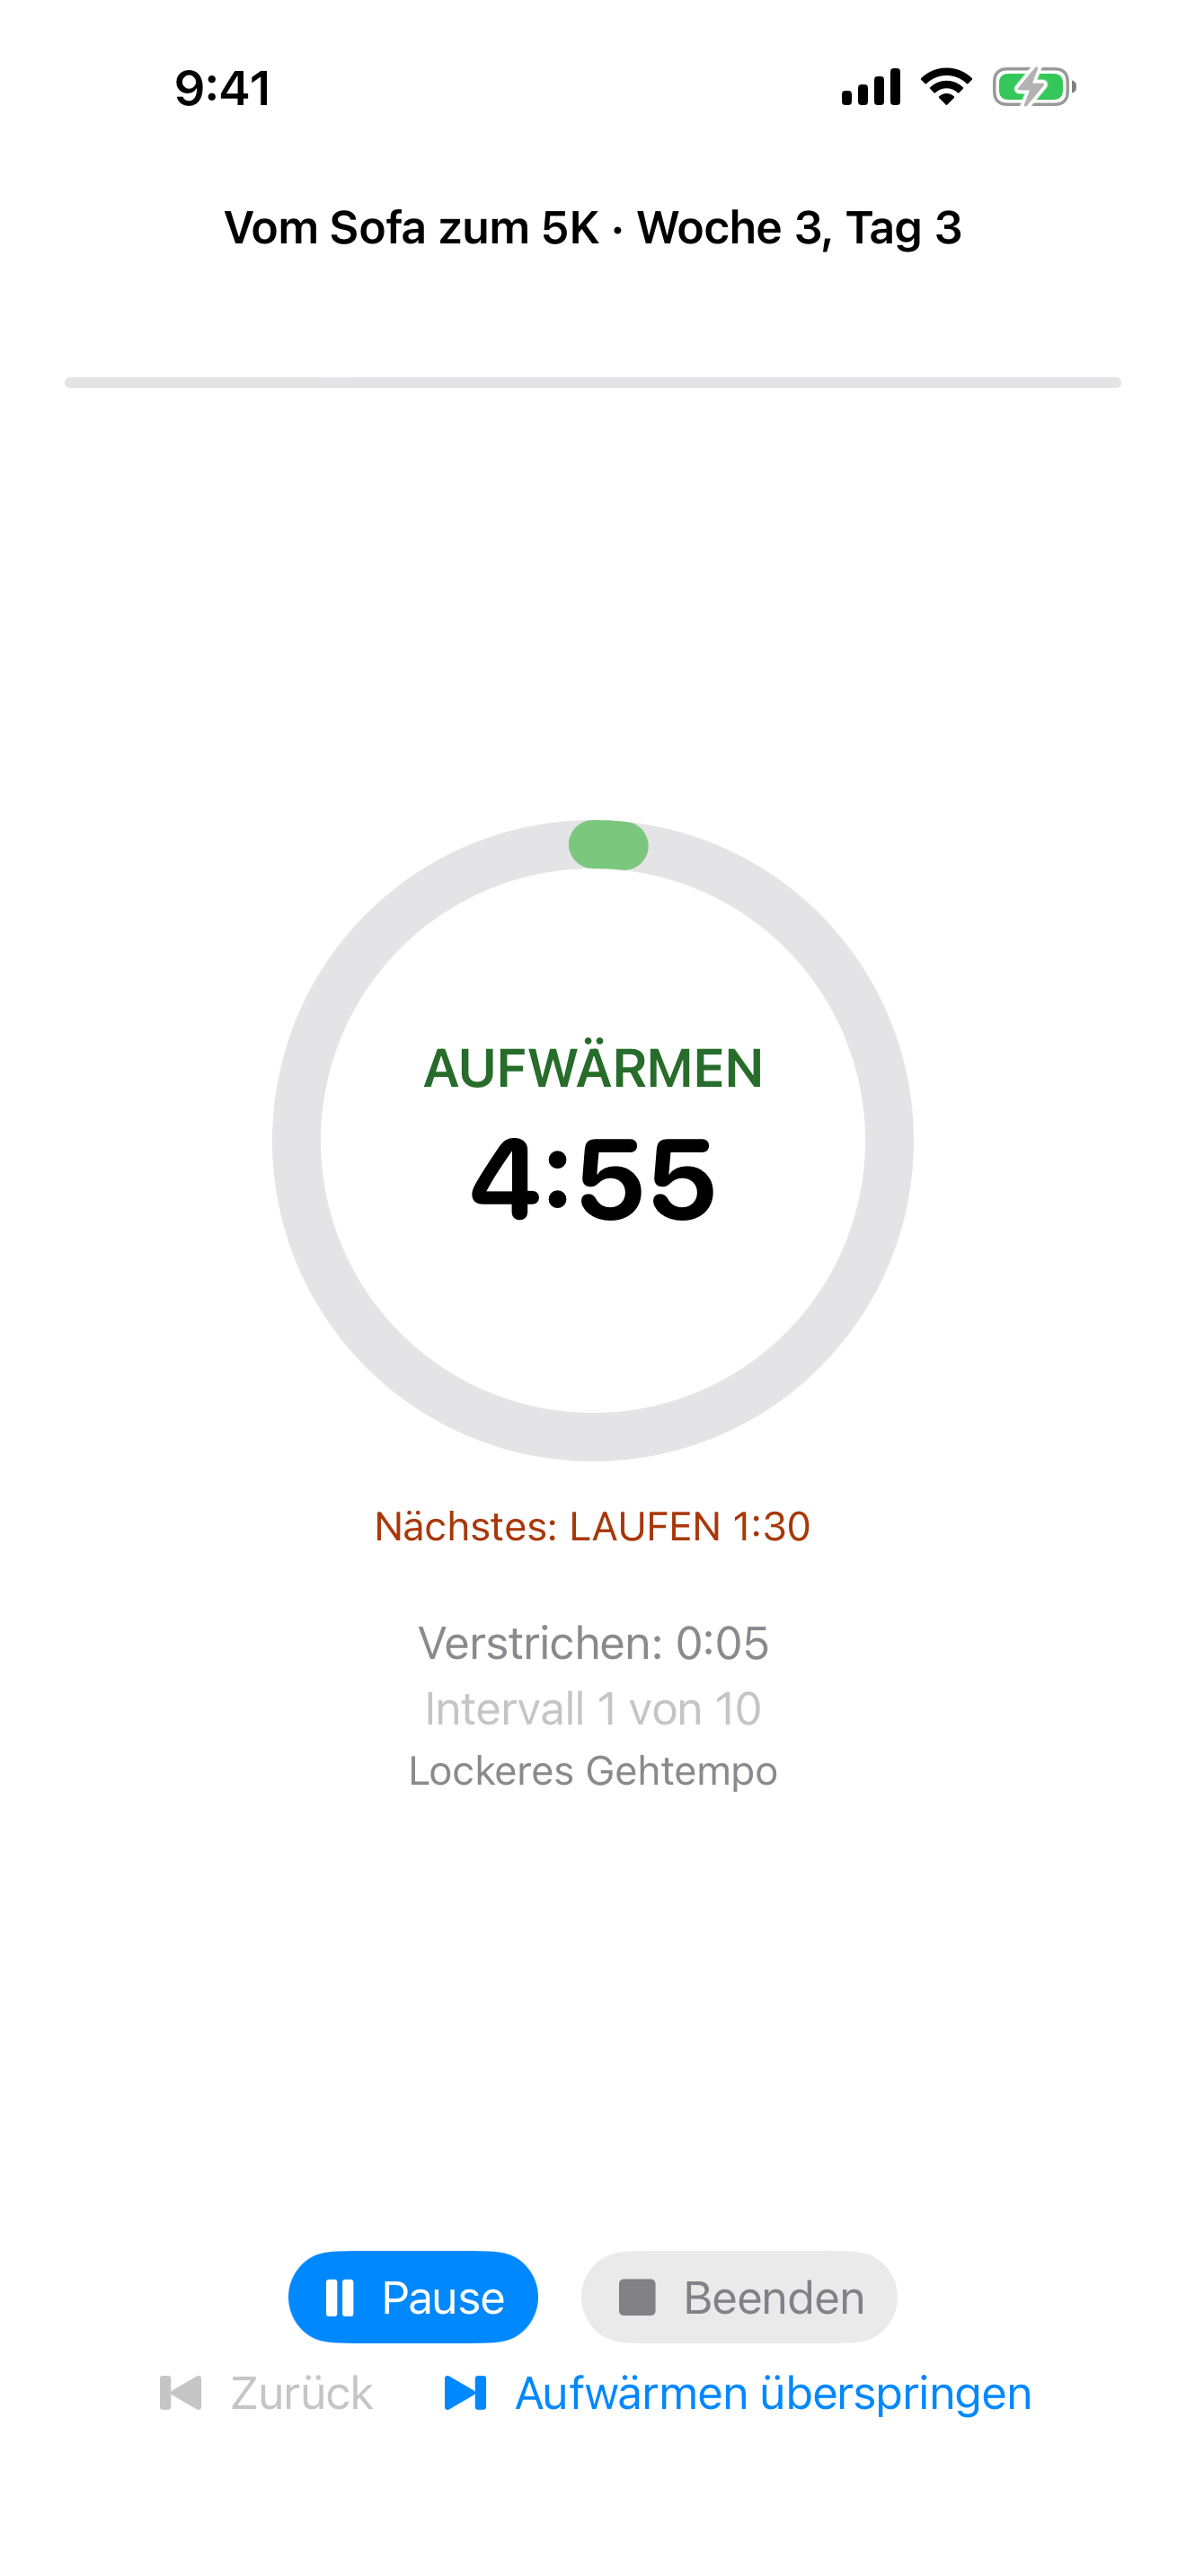 9:41
Vom Sofa zum 5K · Woche 3, Tag 3
AUFWÄRMEN
4:55
Nächstes: LAUFEN 1:30
Verstrichen: 0:05
Intervall 1 von 10
Lockeres Gehtempo
Pause
Beenden
Zurück
Aufwärmen überspringen